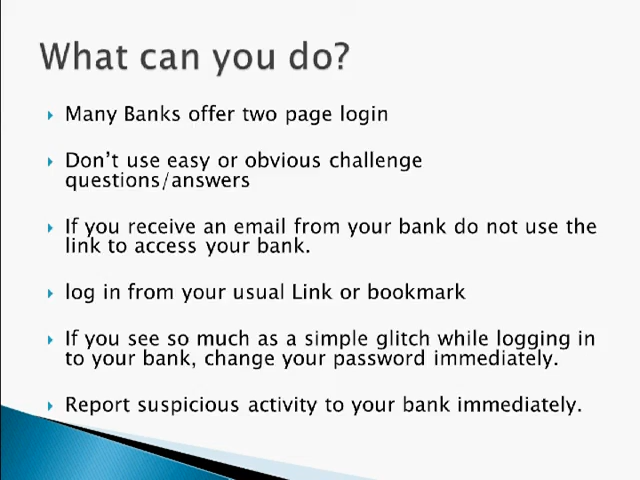 What can you do?
Many Banks offer two page login
Don't use easy or obvious challenge
questions/answers
If you receive an email from your bank do not use the
link to access your bank.
log in from your usual Link or bookmark
If you see so much as a simple glitch while logging in
to your bank, change your password immediately.
Report suspicious activity to your bank immediately.